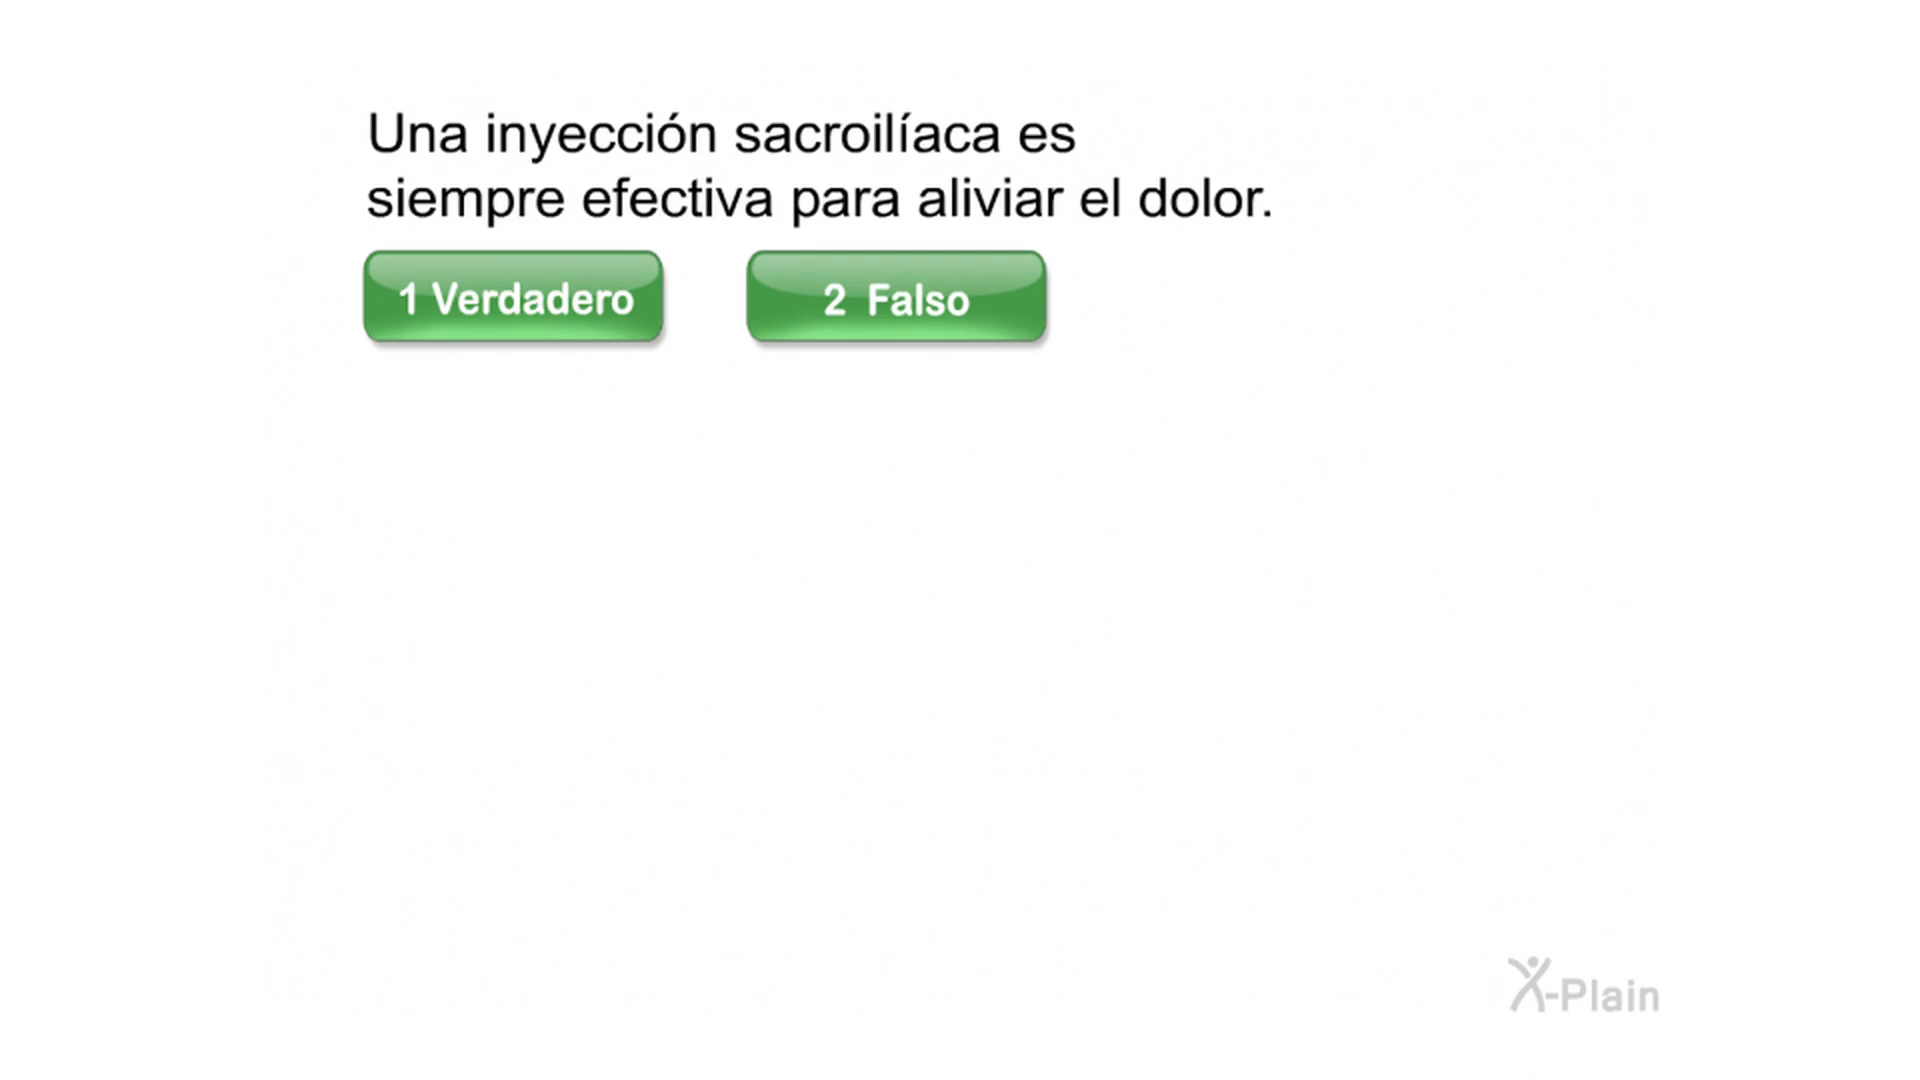 Una inyección sacroilíaca es
siempre efectiva para aliviar el dolor.
1 Verdadero
2 Falso
X-Plain